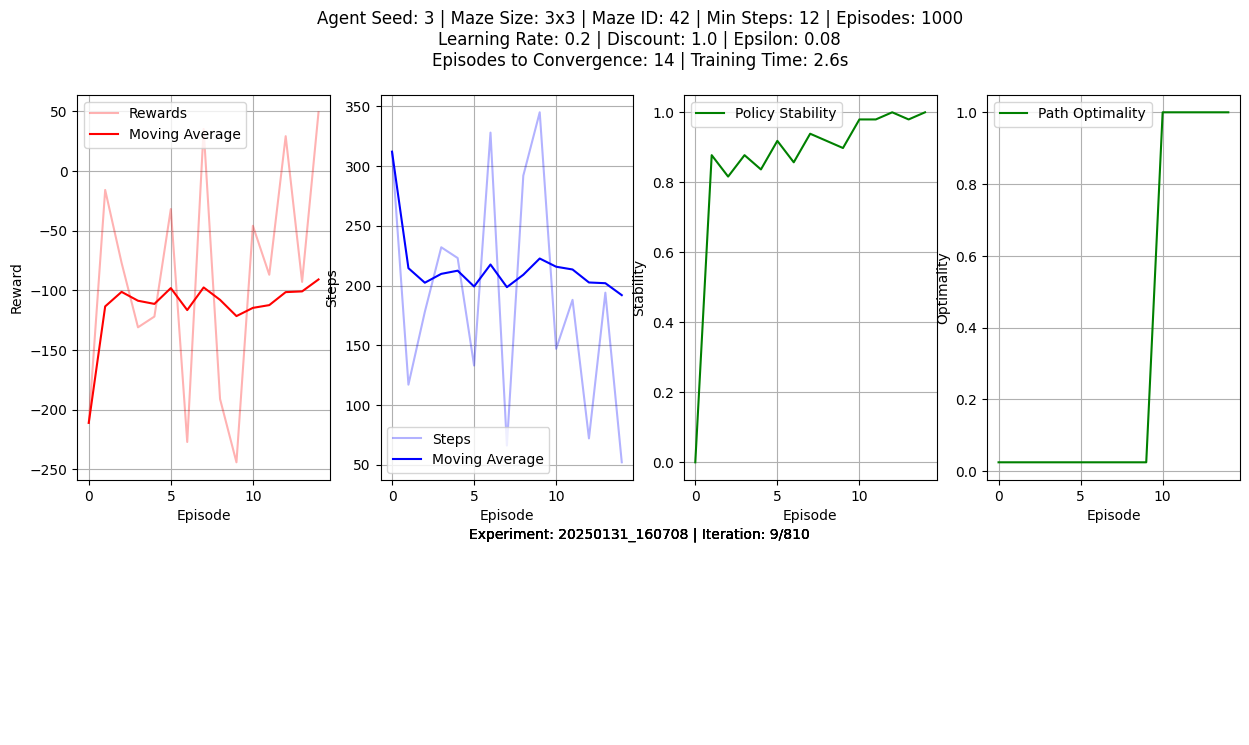 Agent Seed: 3 | Maze Size: 3x3 | Maze ID: 42 | Min Steps: 12 | Episodes: 1000
Learning Rate: 0.2 | Discount: 1.0 | Epsilon: 0.08
Episodes to Convergence: 14 | Training Time: 2.6s
Rewards
Moving Average
50
0
−50
−100
−150
−200
−250
Reward
0
5
10
Episode
350
300
250
200
150
100
50
Steps
Steps
Moving Average
0
5
10
Episode
Policy Stability
1.0
0.8
0.6
0.4
0.2
0.0
Stability
0
5
10
Episode
Path Optimality
1.0
0.8
0.6
0.4
0.2
0.0
Optimality
0
5
10
Episode
Experiment: 20250131_160708 | Iteration: 9/810